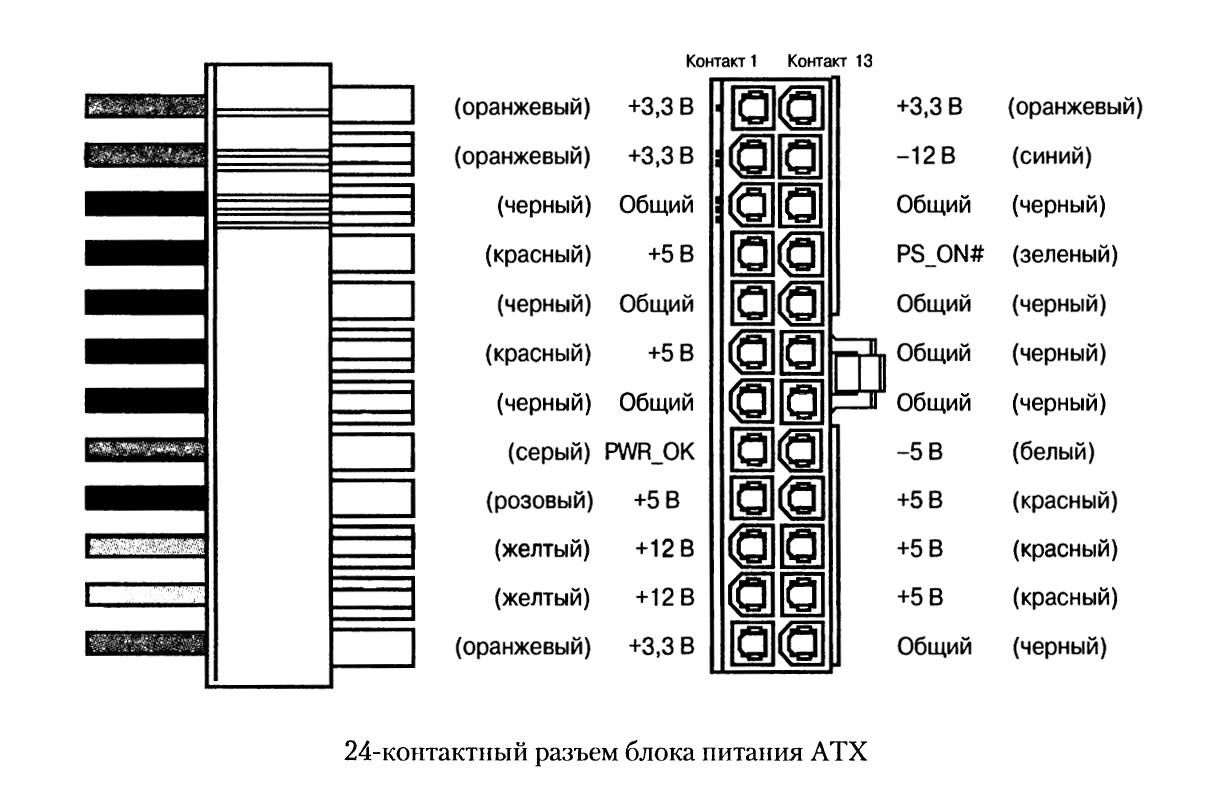 Контакт 1 Контакт 13
(оранжевый) +3,3 В +3,3 В (оранжевый)
(оранжевый) +3,3 В –12 В (синий)
(черный) Общий Общий (черный)
(красный) +5 В PS_ON# (зеленый)
(черный) Общий Общий (черный)
(красный) +5 В Общий (черный)
(черный) Общий Общий (черный)
(серый) PWR_OK –5 В (белый)
(розовый) +5 В +5 В (красный)
(желтый) +12 В +5 В (красный)
(желтый) +12 В +5 В (красный)
(оранжевый) +3,3 В Общий (черный)
24-контактный разъем блока питания ATX